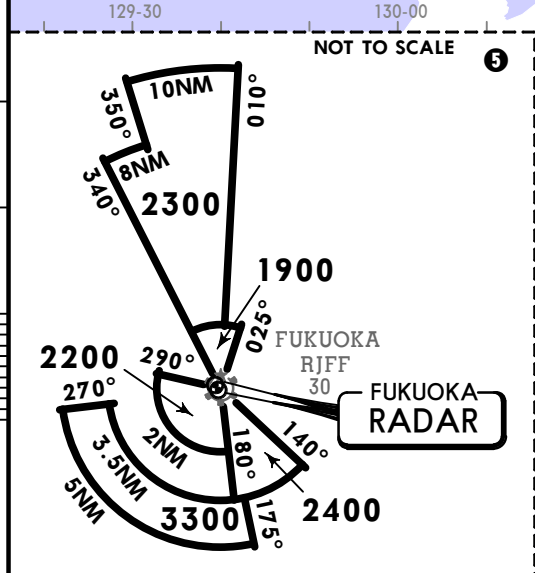 129-30 130-00
NOT TO SCALE 5
10NM
350°
010°
8NM
340°
2300
1900
025°
FUKUOKA
RJFF
30
2200
290°
270°
FUKUOKA
RADAR
2NM
180°
140°
3.5NM
5NM
3300
175°
2400